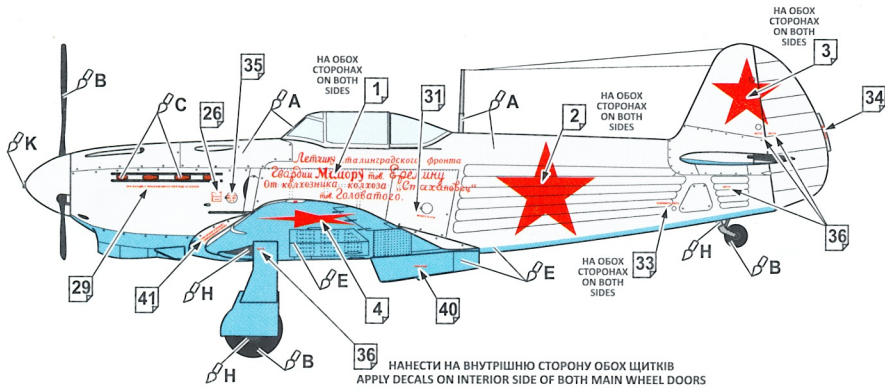 НА ОБОХ
СТОРОНАХ
ON BOTH
SIDES
3
35
НА ОБОХ
СТОРОНАХ
ON BOTH
SIDES
B
C
26
A
1
31
A
НА ОБОХ
СТОРОНАХ
ON BOTH
SIDES
2
34
K
Летчику сталинградского фронта
Гвардии Маиору тов. Еремину
От колхозника колхоза "Стахановец"
тов. Головатого.
29
41
H
E
4
40
E
НА ОБОХ
СТОРОНАХ
ON BOTH
SIDES
33
H
B
36
H
B
36
НАНЕСТИ НА ВНУТРІШНЮ СТОРОНУ ОБОХ ЩИТКІВ
APPLY DECALS ON INTERIOR SIDE OF BOTH MAIN WHEEL DOORS